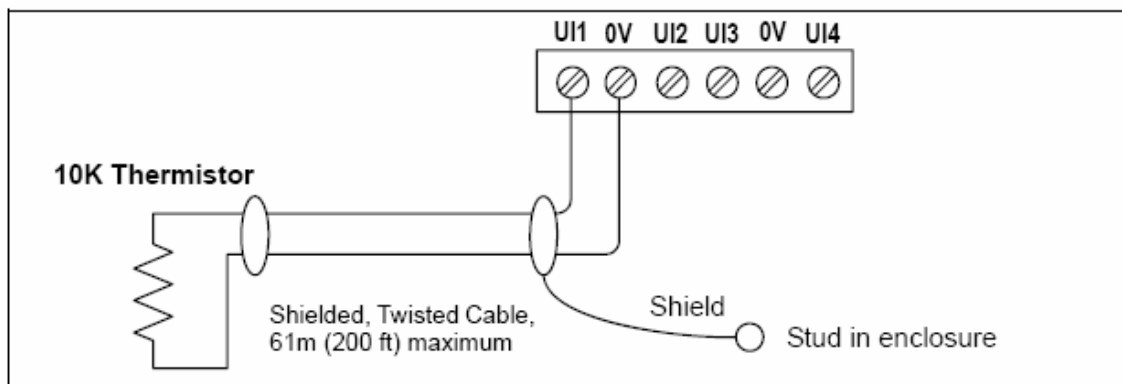 UI1 0V UI2 UI3 0V UI4
10K Thermistor
Shielded, Twisted Cable,
61m (200 ft) maximum
Shield
Stud in enclosure